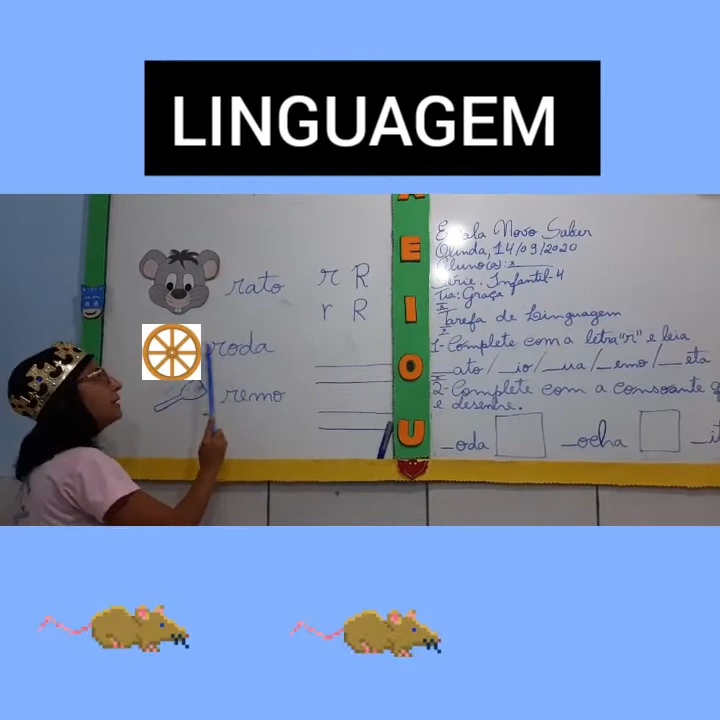 LINGUAGEM
rato
r R
r R
roda
remo
E
I
O
U
Escola Novo Saber
Olinda, 14/09/2020
Aluno(a):
Série: Infantil-4
Tia: Graça
Tarefa de Linguagem
1-Complete com a letra "r" e leia
_ato/_io/_ua/_emo/_eta
2-Complete com a consoante
e desenhe.
_oda _ocha